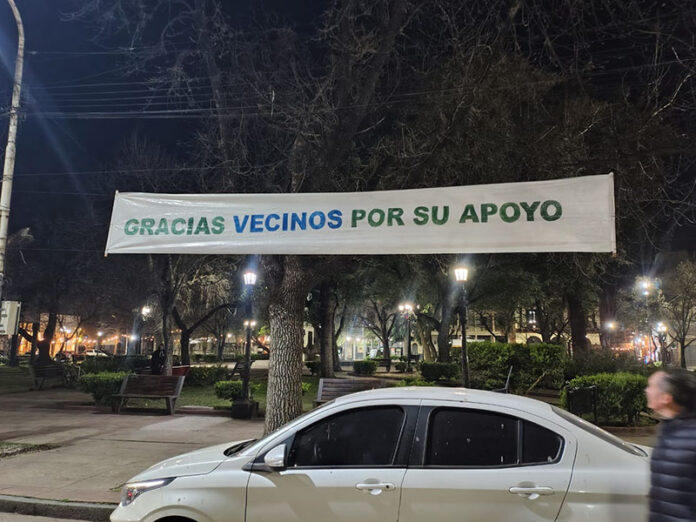 GRACIAS VECINOS POR SU APOYO